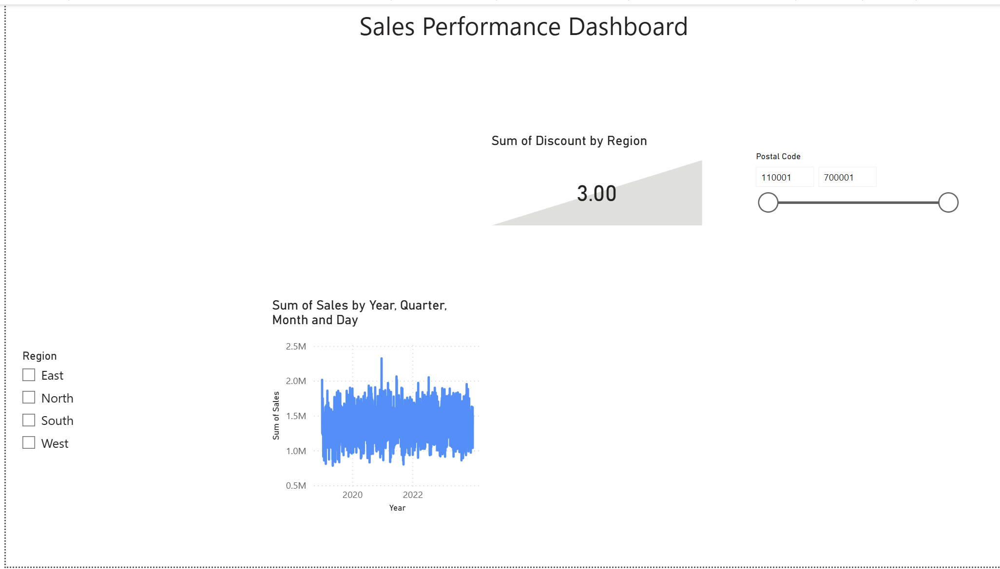 Sales Performance Dashboard
Sum of Discount by Region
3.00
Postal Code
110001
700001
Sum of Sales by Year, Quarter,
Month and Day
2.5M
2.0M
1.5M
1.0M
0.5M
Sum of Sales
2020
2022
Year
Region
East
North
South
West